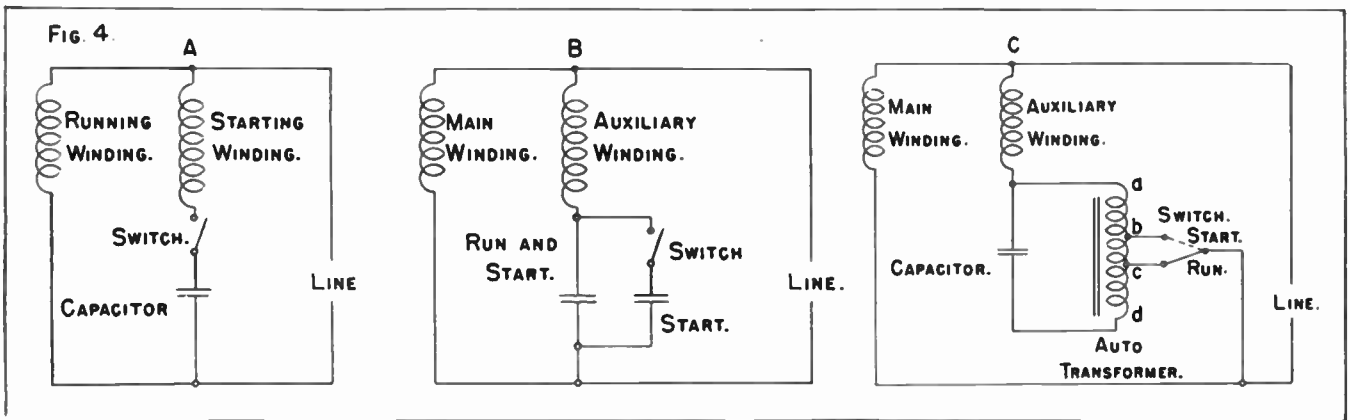 FIG. 4.
A
RUNNING
WINDING.
STARTING
WINDING.
SWITCH.
CAPACITOR
LINE
B
MAIN
WINDING.
AUXILIARY
WINDING.
RUN AND
START.
SWITCH
START.
LINE.
C
MAIN
WINDING.
AUXILIARY
WINDING.
CAPACITOR.
a
b
c
d
SWITCH.
START.
RUN.
AUTO
TRANSFORMER.
LINE.